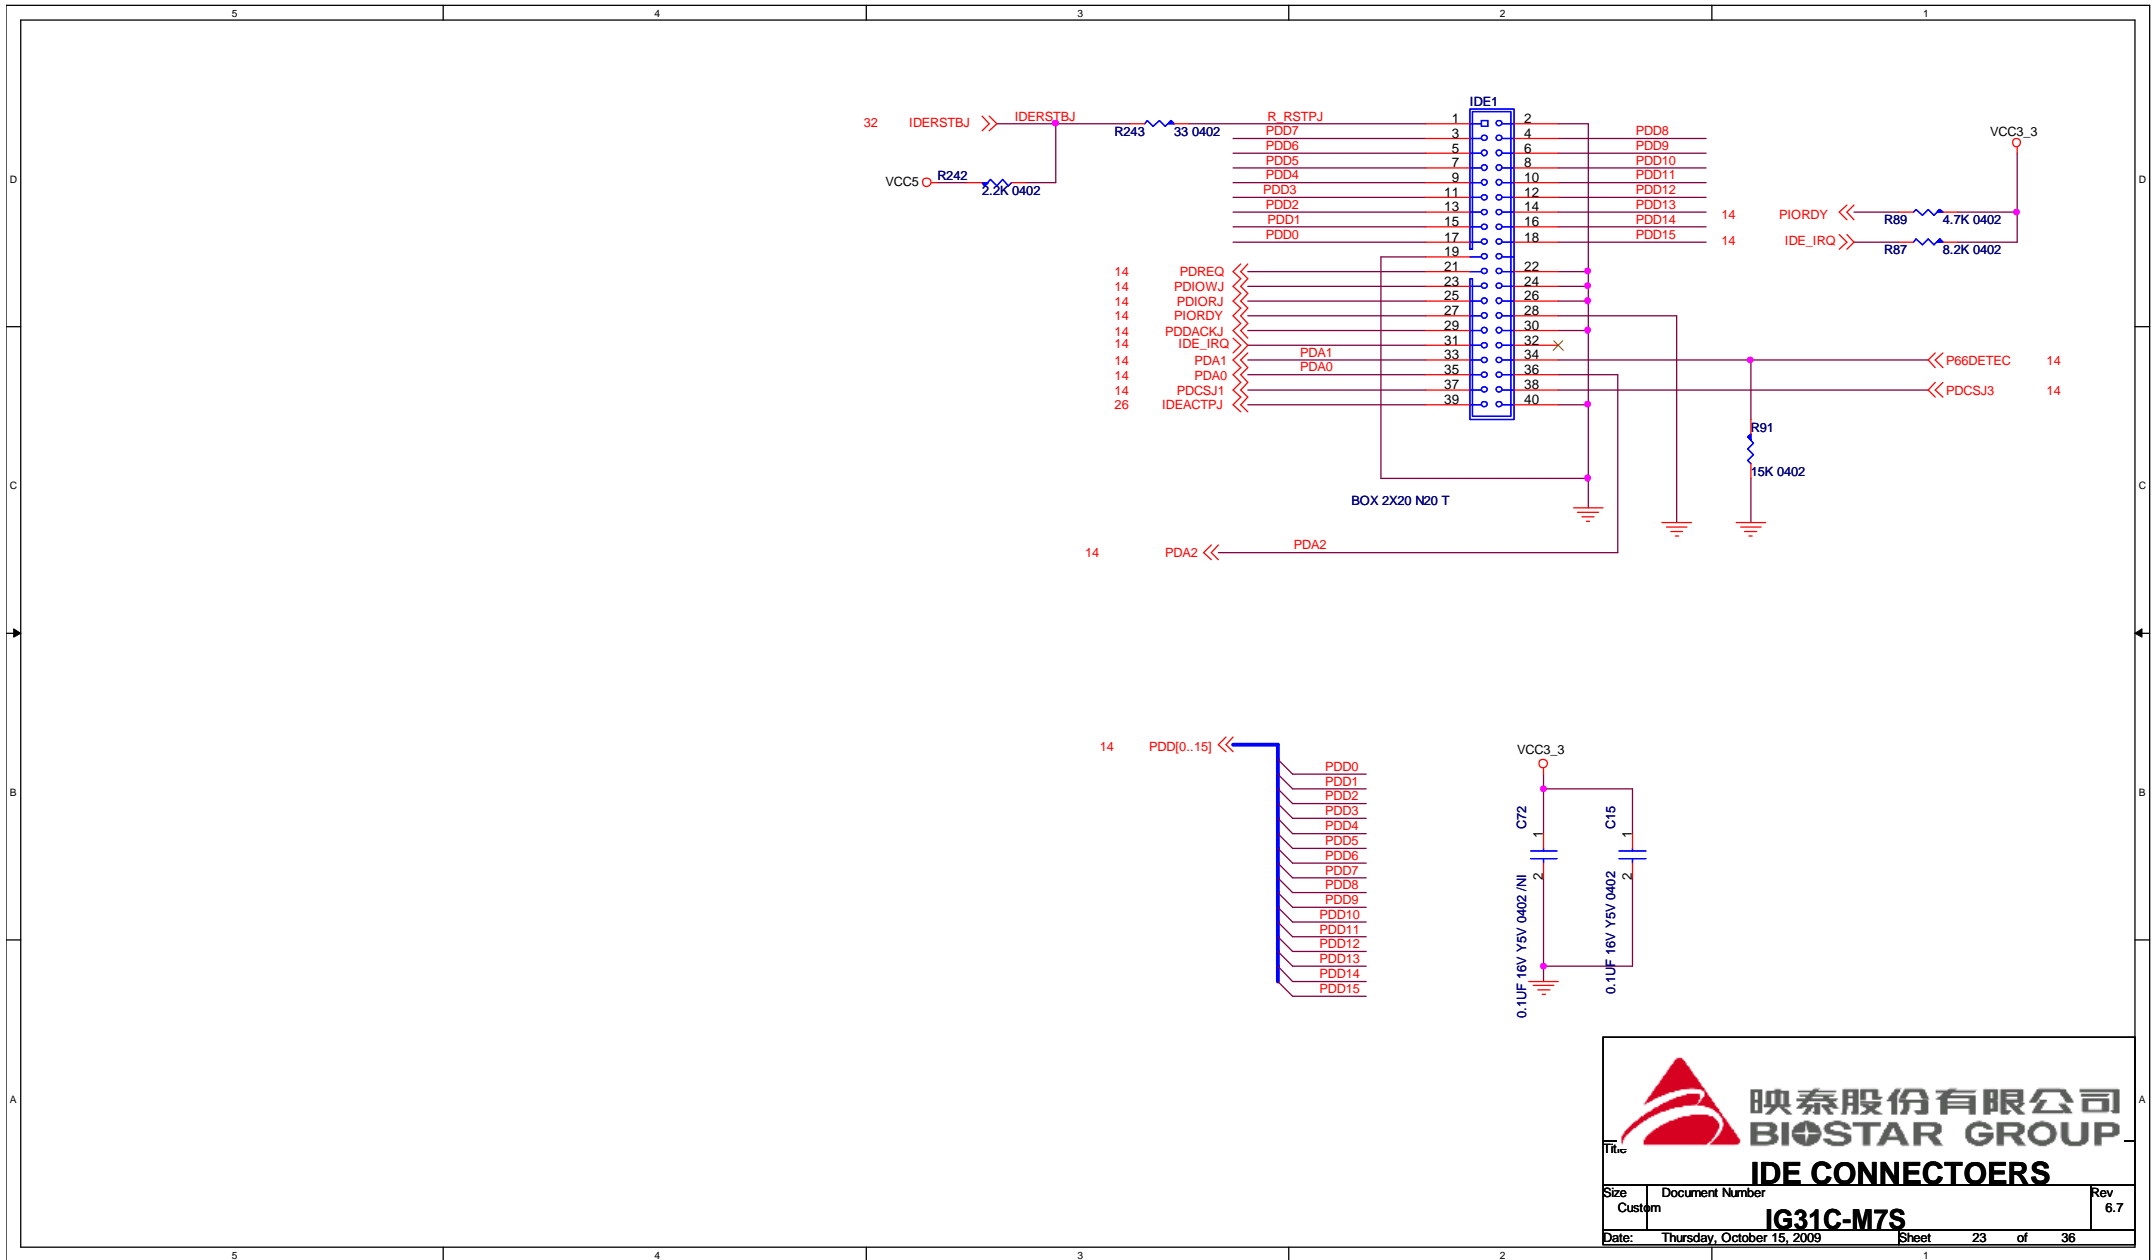 5 4 3 2 1
D
C
B
A
IDE1
32 IDERSTBJ IDERSTBJ R243 33 0402 R_RSTPJ 1 2
VCC5 R242 2.2K 0402
PDD7 3 4 PDD8
PDD6 5 6 PDD9
PDD5 7 8 PDD10
PDD4 9 10 PDD11
PDD3 11 12 PDD12
PDD2 13 14 PDD13
PDD1 15 16 PDD14
PDD0 17 18 PDD15
19
14 PDREQ 21 22
14 PDIOWJ 23 24
14 PDIORJ 25 26
14 PIORDY 27 28
14 PDDACKJ 29 30
14 IDE_IRQ 31 32
14 PDA1 PDA1 33 34 P66DETEC 14
14 PDA0 PDA0 35 36
14 PDCSJ1 37 38 PDCSJ3 14
26 IDEACTPJ 39 40
VCC3_3
14 PIORDY R89 4.7K 0402
14 IDE_IRQ R87 8.2K 0402
R91
15K 0402
BOX 2X20 N20 T
14 PDA2 PDA2
14 PDD[0..15]
PDD0
PDD1
PDD2
PDD3
PDD4
PDD5
PDD6
PDD7
PDD8
PDD9
PDD10
PDD11
PDD12
PDD13
PDD14
PDD15
VCC3_3
C72
1
2
0.1UF 16V Y5V 0402 /NI
C15
1
2
0.1UF 16V Y5V 0402
映泰股份有限公司
BIOSTAR GROUP
Title
IDE CONNECTOERS
Size Document Number Rev
Custom IG31C-M7S 6.7
Date: Thursday, October 15, 2009 Sheet 23 of 36
D
C
B
A
5 4 3 2 1